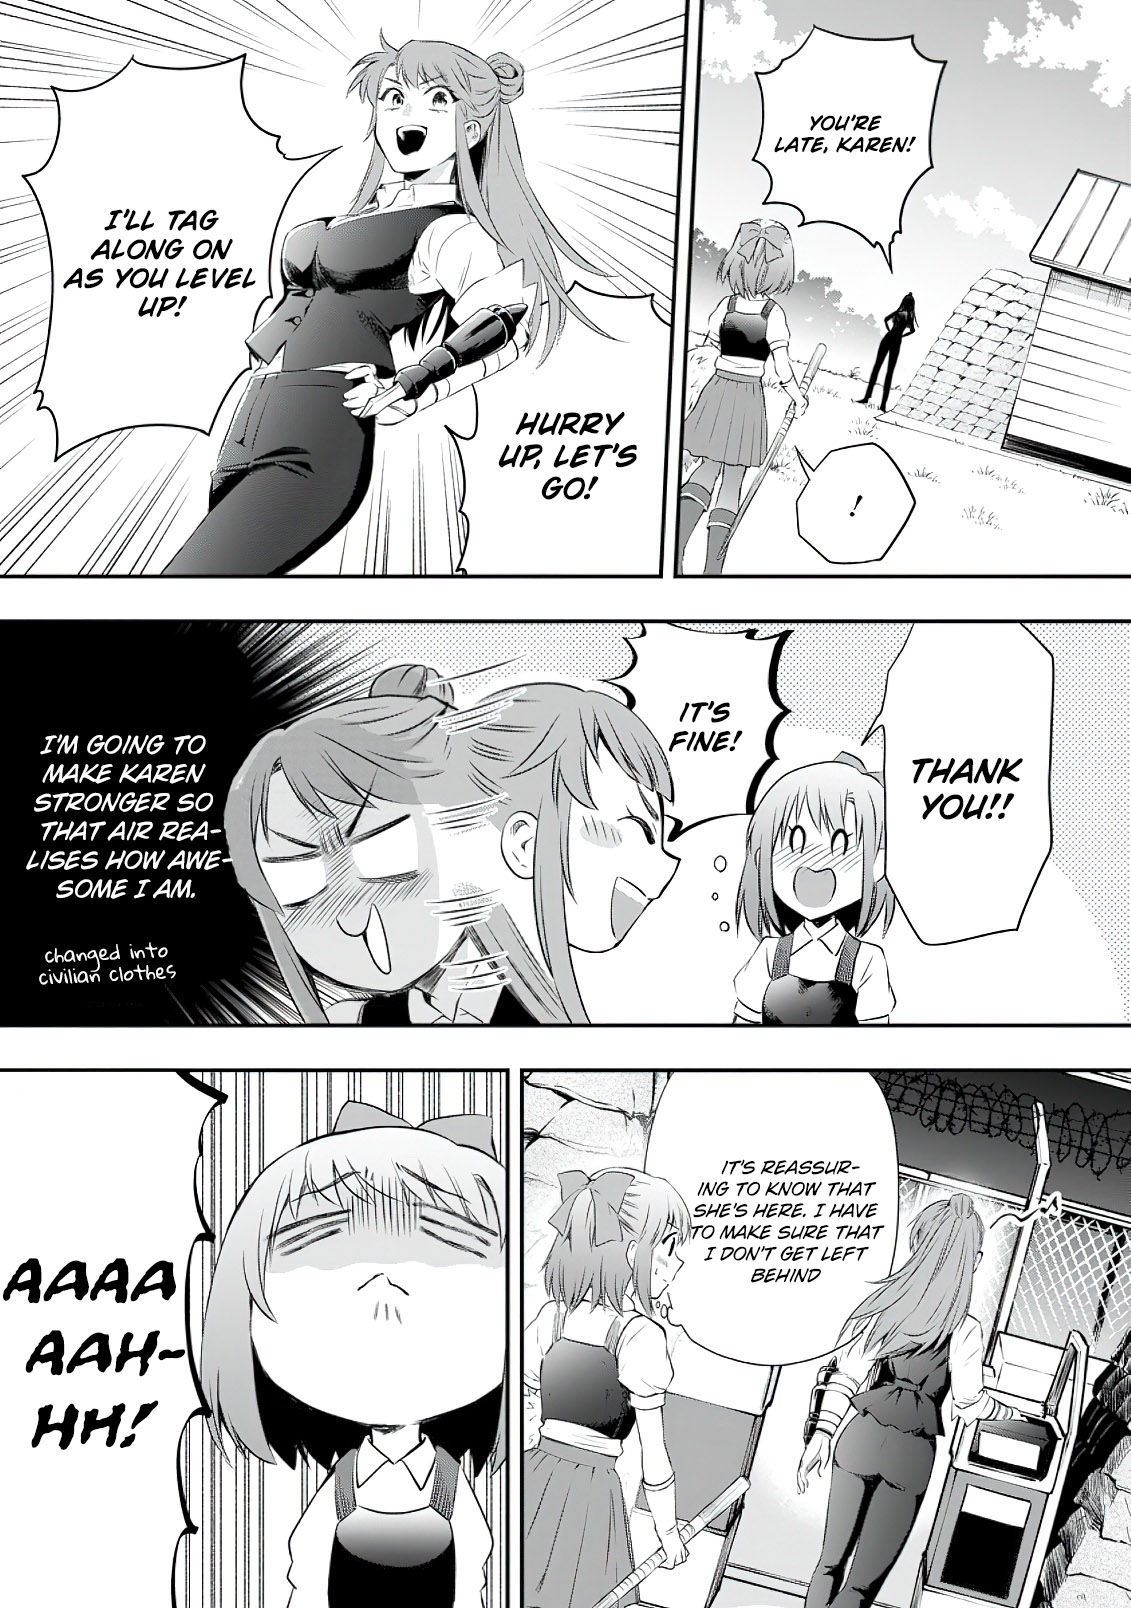 YOU'RE
LATE, KAREN!
!
I'LL TAG
ALONG ON
AS YOU LEVEL
UP!
HURRY
UP, LET'S
GO!
THANK
YOU!!
IT'S
FINE!
I'M GOING TO
MAKE KAREN
STRONGER SO
THAT AIR REA-
LISES HOW AWE-
SOME I AM.
changed into
civilian clothes
IT'S REASSUR-
ING TO KNOW THAT
SHE'S HERE. I HAVE
TO MAKE SURE THAT
I DON'T GET LEFT
BEHIND
AAAA
AAH-
HH!